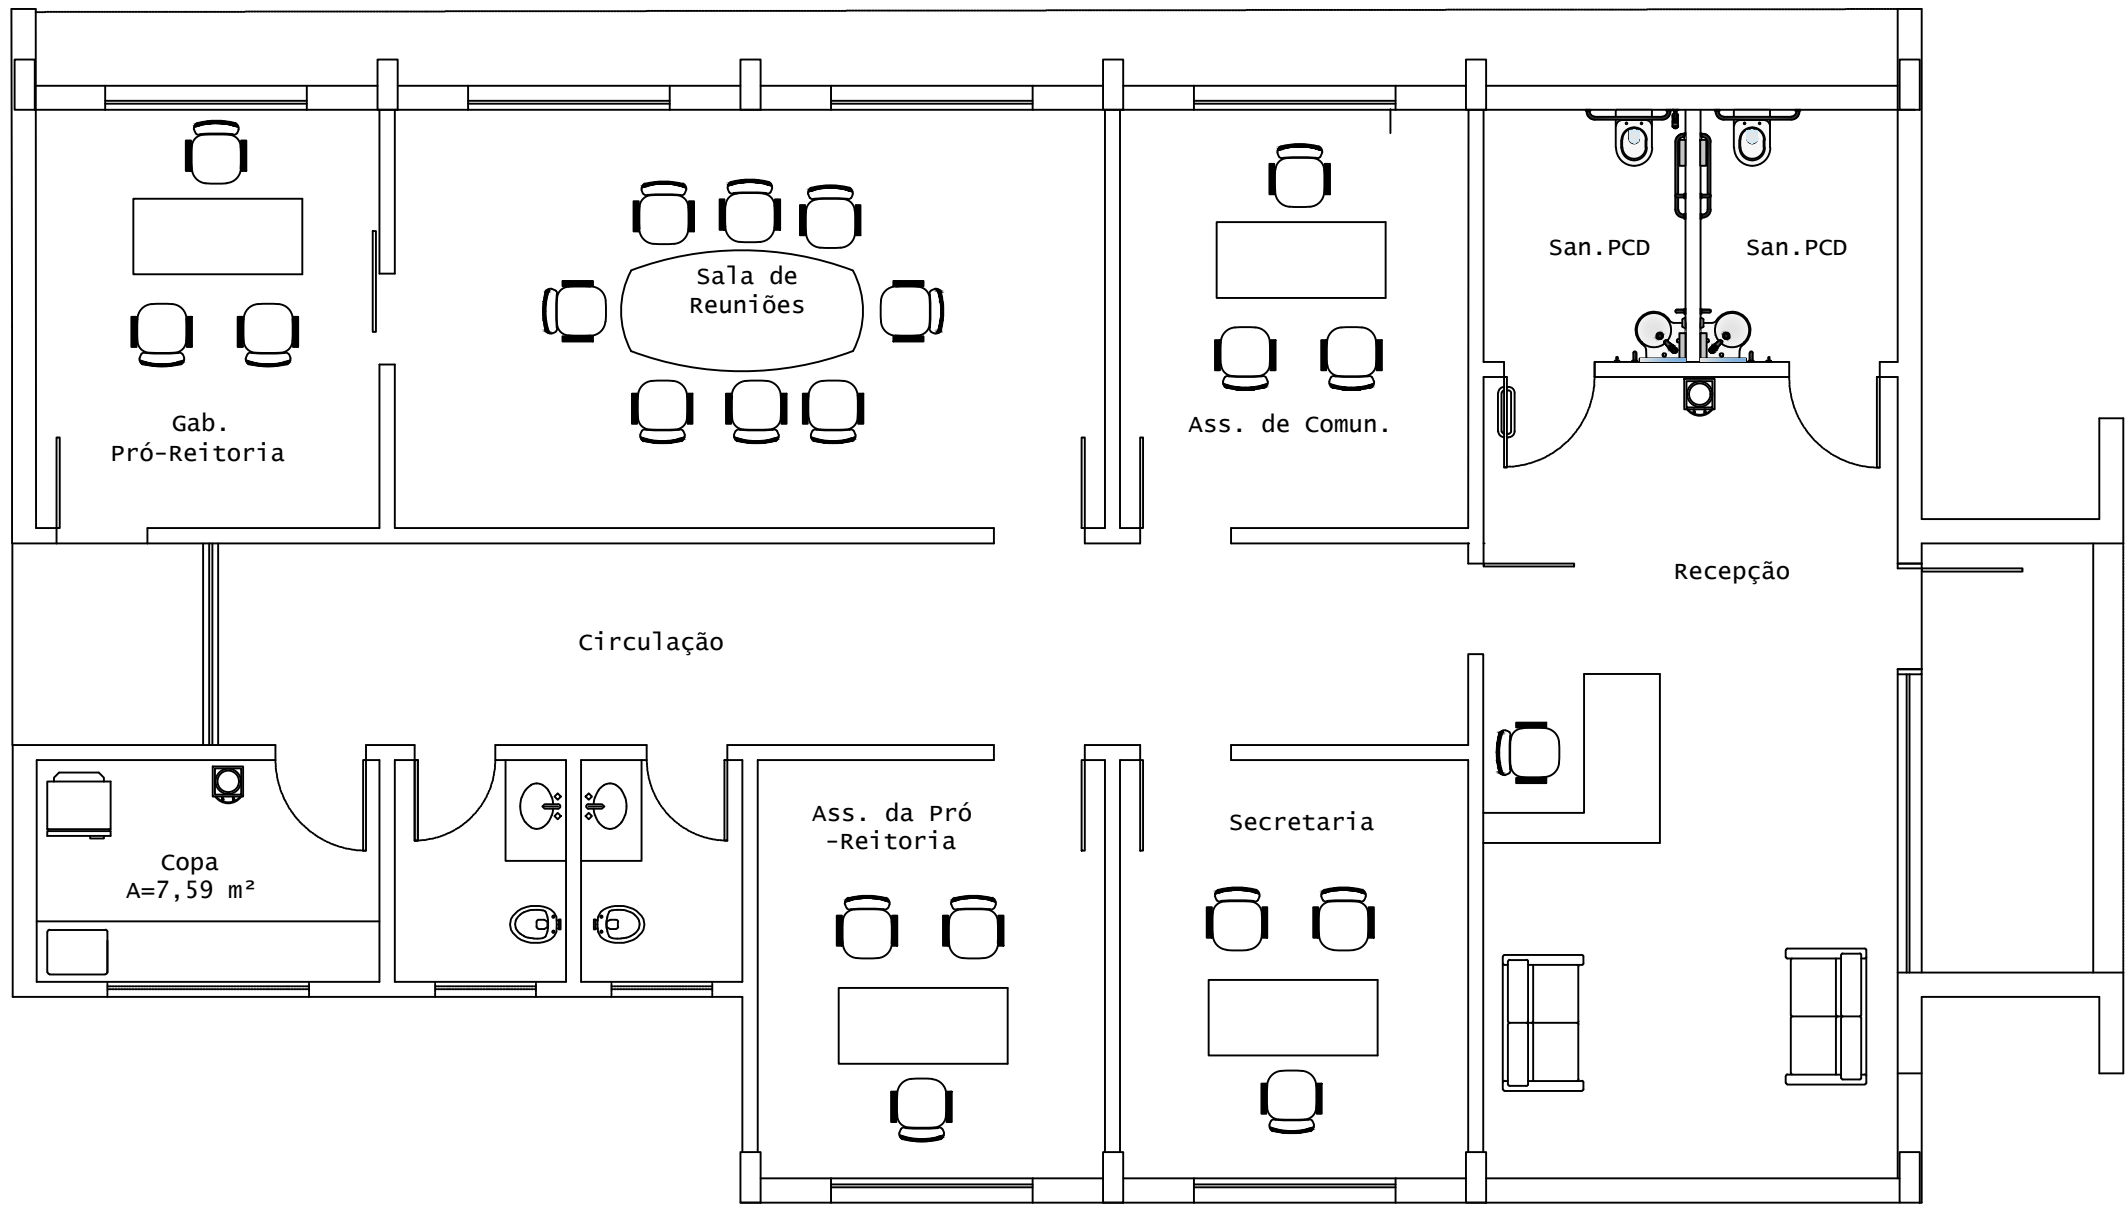 San.PCD
San.PCD
Sala de
Reuniões
Gab.
Pró-Reitoria
Ass. de Comun.
Recepção
Circulação
Ass. da Pró
-Reitoria
Secretaria
Copa
A=7,59 m²